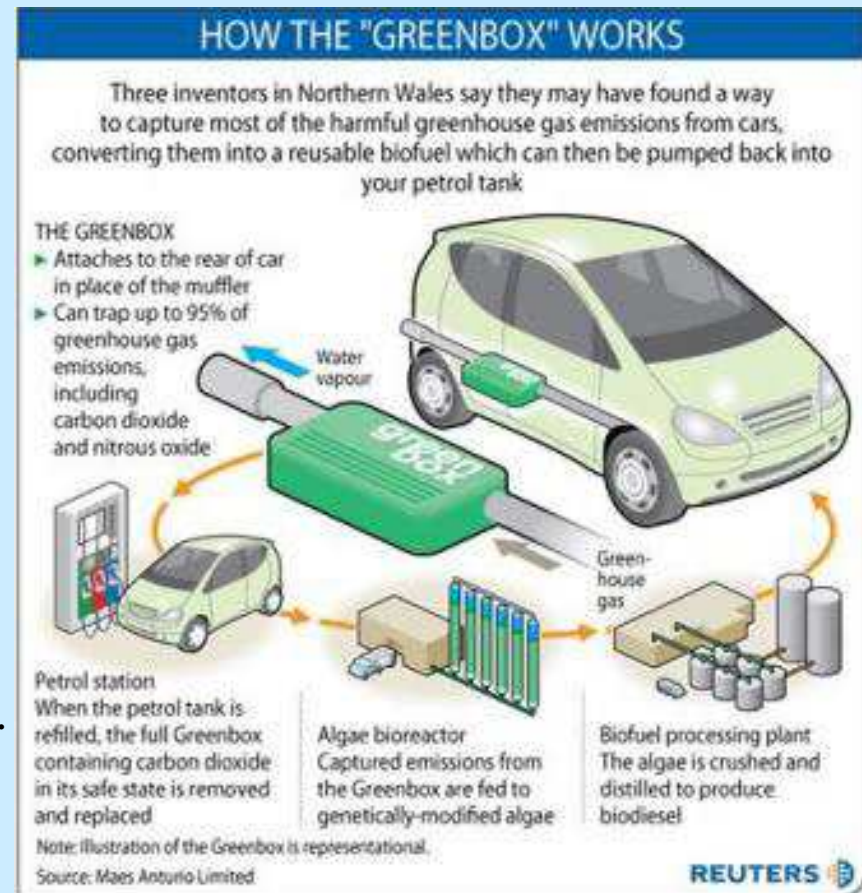 HOW THE "GREENBOX" WORKS
Three inventors in Northern Wales say they may have found a way
to capture most of the harmful greenhouse gas emissions from cars,
converting them into a reusable biofuel which can then be pumped back into
your petrol tank
THE GREENBOX
► Attaches to the rear of car
in place of the muffler
► Can trap up to 95% of
greenhouse gas
emissions,
including
carbon dioxide
and nitrous oxide
Water
vapour
green
box
Green-
house
gas
Petrol station
When the petrol tank is
refilled, the full Greenbox
containing carbon dioxide
in its safe state is removed
and replaced
Algae bioreactor
Captured emissions from
the Greenbox are fed to
genetically-modified algae
Biofuel processing plant
The algae is crushed and
distilled to produce
biodiesel
Note: Illustration of the Greenbox is representational.
Source: Maes Anturio Limited
REUTERS
.